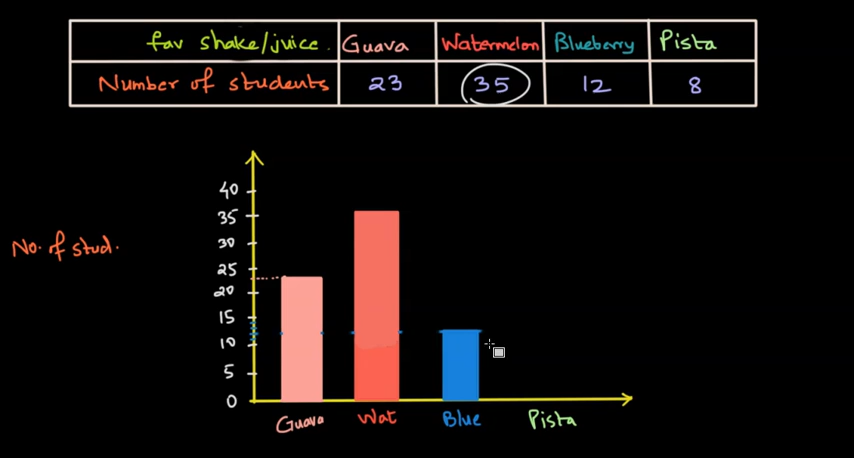 fav shake/juice. Guava Watermelon Blueberry Pista
Number of students 23 35 12 8
40
35
No. of stud.
30
25
20
15
10
5
0
Guava Wat Blue Pista